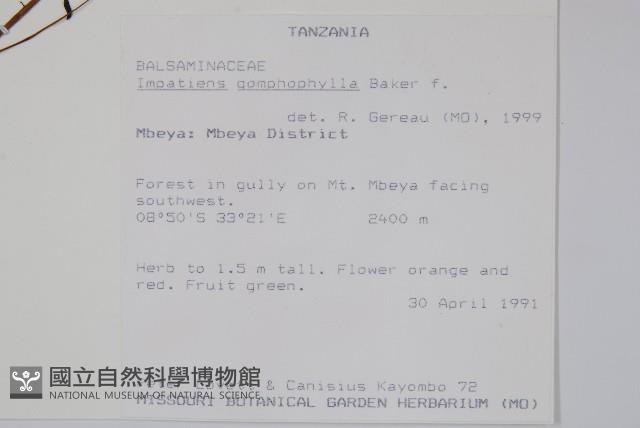 TANZANIA
BALSAMINACEAE
Impatiens gomphophylla Baker f.
det. R. Gereau (MO), 1999
Mbeya: Mbeya District
Forest in gully on Mt. Mbeya facing
southwest.
08°50'S 33°21'E 2400 m
Herb to 1.5 m tall. Flower orange and
red. Fruit green.
30 April 1991
& Canisius Kayombo 72
MISSOURI BOTANICAL GARDEN HERBARIUM (MO)
國立自然科學博物館
NATIONAL MUSEUM OF NATURAL SCIENCE